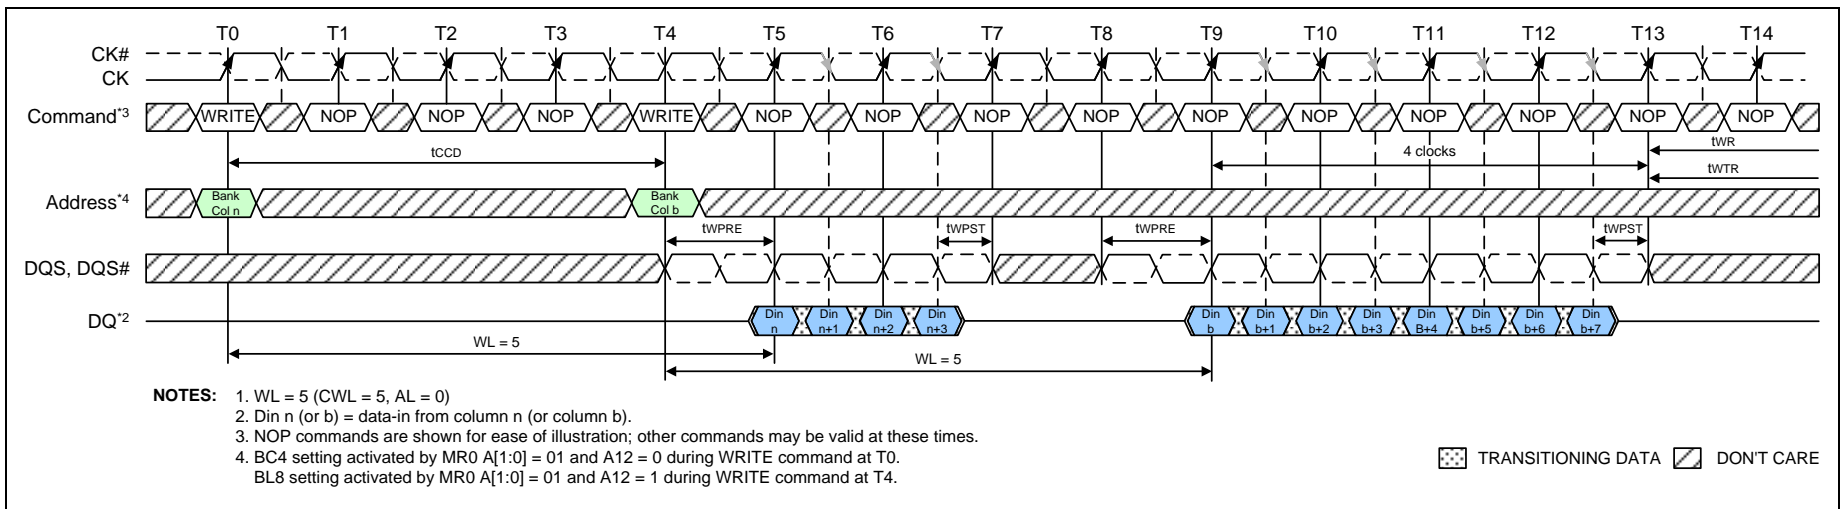 T0 T1 T2 T3 T4 T5 T6 T7 T8 T9 T10 T11 T12 T13 T14
CK#
CK
Command*3 WRITE NOP NOP NOP WRITE NOP NOP NOP NOP NOP NOP NOP NOP NOP NOP
tCCD 4 clocks tWR
tWTR
Address*4 Bank Col n Bank Col b
tWPRE tWPST tWPRE tWPST
DQS, DQS#
DQ*2 Din n Din n+1 Din n+2 Din n+3 Din b Din b+1 Din b+2 Din b+3 Din B+4 Din b+5 Din b+6 Din b+7
WL = 5
WL = 5
NOTES: 1. WL = 5 (CWL = 5, AL = 0)
2. Din n (or b) = data-in from column n (or column b).
3. NOP commands are shown for ease of illustration; other commands may be valid at these times.
4. BC4 setting activated by MR0 A[1:0] = 01 and A12 = 0 during WRITE command at T0.
BL8 setting activated by MR0 A[1:0] = 01 and A12 = 1 during WRITE command at T4.
TRANSITIONING DATA DON'T CARE